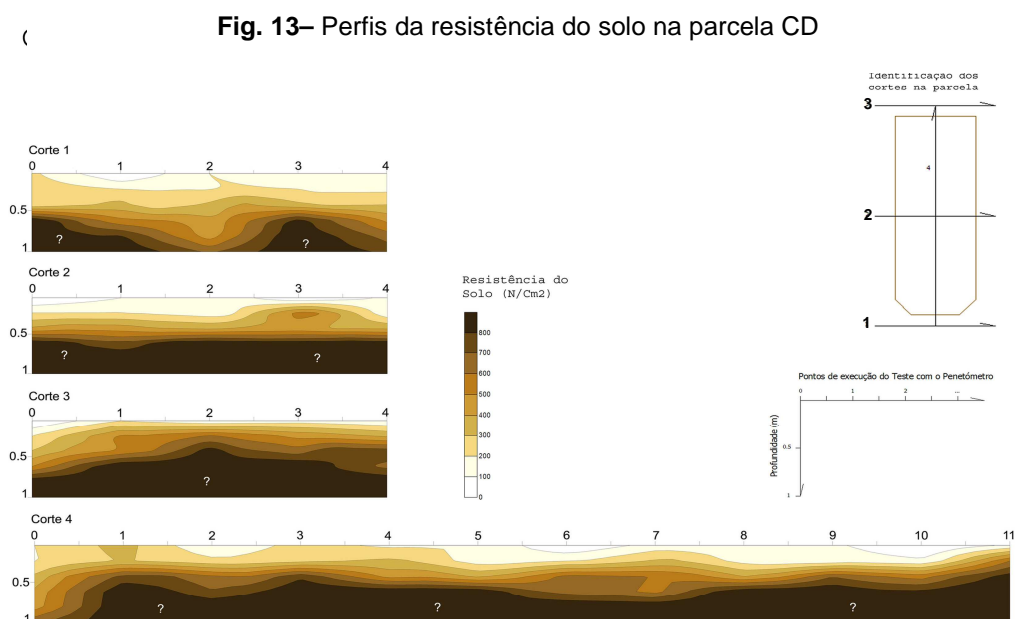 Fig. 13– Perfis da resistência do solo na parcela CD
Identificação dos
cortes na parcela
3
4
2
1
Corte 1
0 1 2 3 4
0.5
1
? ?
Corte 2
0 1 2 3 4
0.5
1
? ?
Corte 3
0 1 2 3 4
0.5
1
?
Resistência do
Solo (N/Cm2)
800
700
600
500
400
300
200
100
0
Pontos de execução do Teste com o Penetómetro
0 1 2 ...
Profundidade (m)
0.5
1
Corte 4
0 1 2 3 4 5 6 7 8 9 10 11
0.5
1
? ? ?